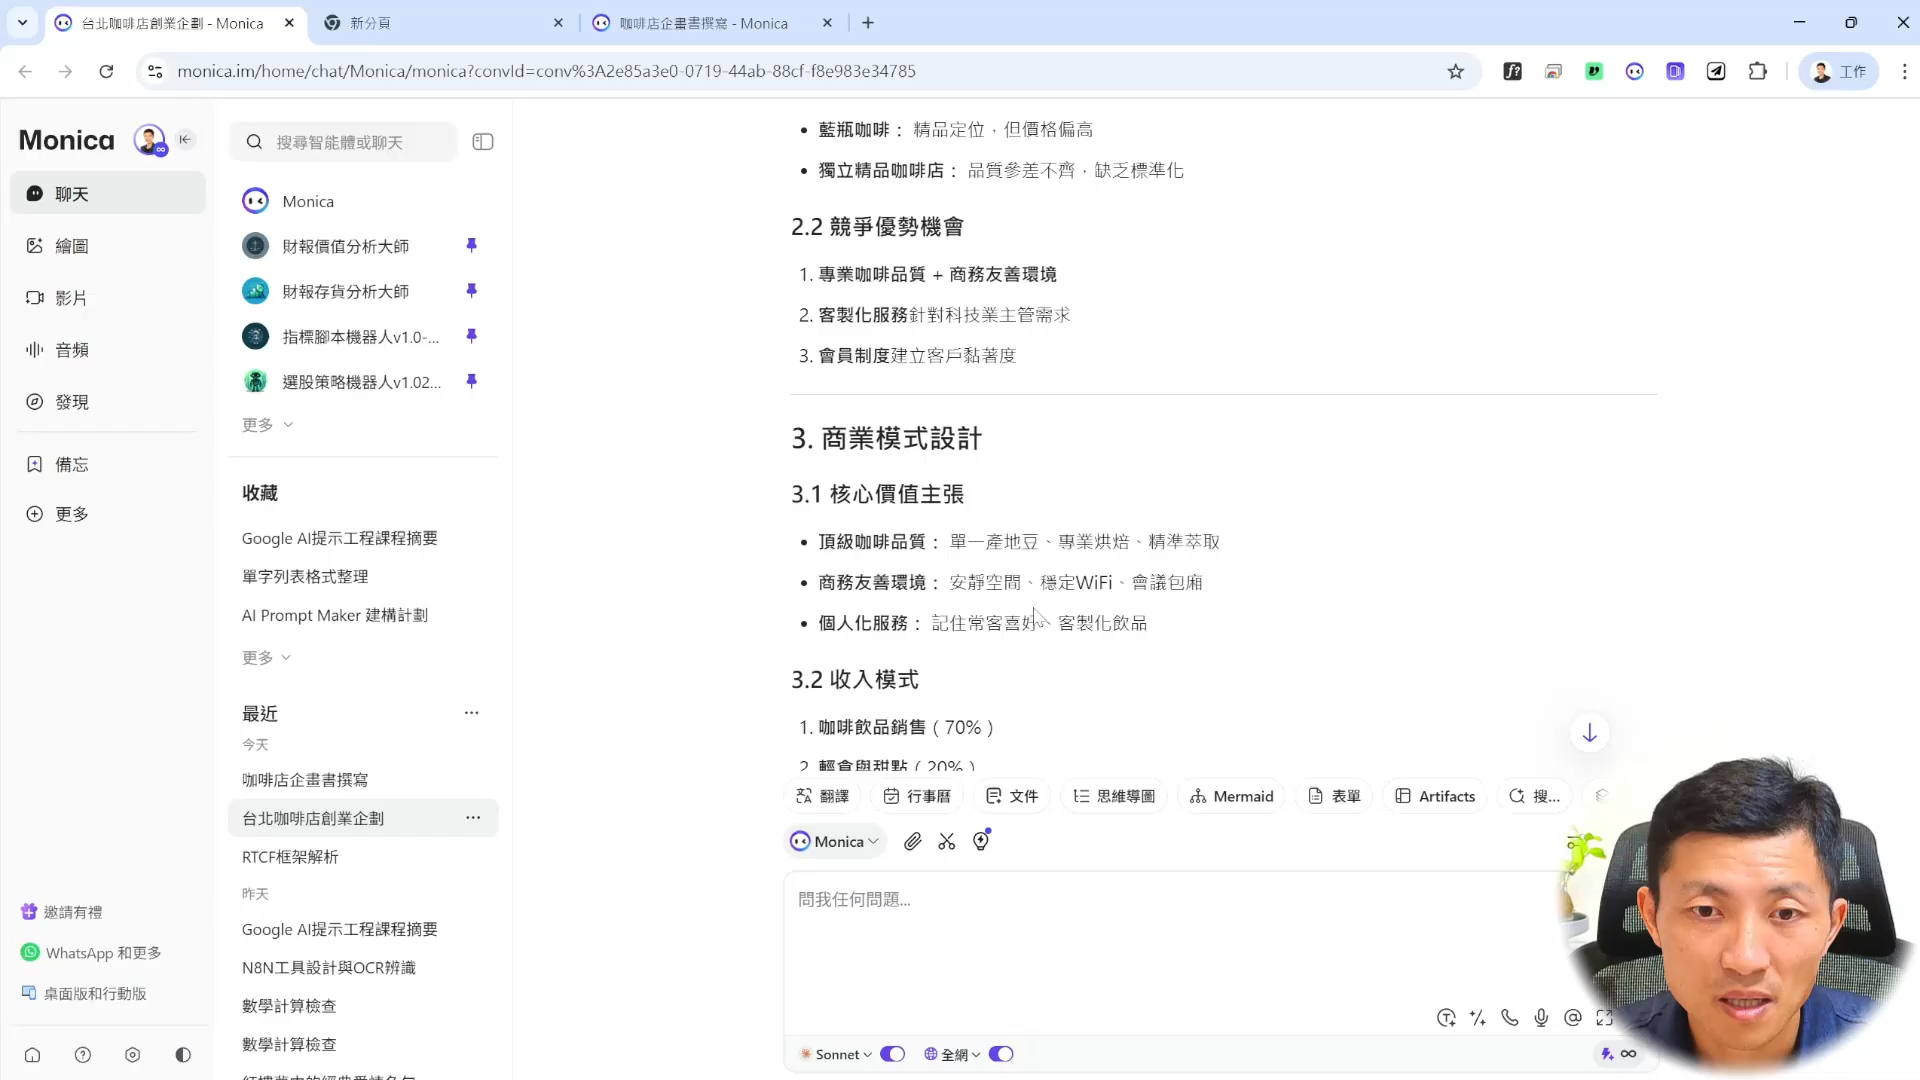 台北咖啡店創業企劃 - Monica
新分頁
咖啡店企畫書撰寫 - Monica
monica.im/home/chat/Monica/monica?convId=conv%3A2e85a3e0-0719-44ab-88cf-f8e983e34785
工作
Monica
聊天
繪圖
影片
音頻
發現
備忘
更多
邀請有禮
WhatsApp 和更多
桌面版和行動版
搜尋智能體或聊天
Monica
財報價值分析大師
財報存貨分析大師
指標腳本機器人v1.0-...
選股策略機器人v1.02...
更多
收藏
Google AI提示工程課程摘要
單字列表格式整理
AI Prompt Maker 建構計劃
更多
最近
今天
咖啡店企畫書撰寫
台北咖啡店創業企劃
RTCF框架解析
昨天
Google AI提示工程課程摘要
N8N工具設計與OCR辨識
數學計算檢查
數學計算檢查
• 藍瓶咖啡：精品定位，但價格偏高
• 獨立精品咖啡店：品質參差不齊，缺乏標準化
2.2 競爭優勢機會
1. 專業咖啡品質 + 商務友善環境
2. 客製化服務針對科技業主管需求
3. 會員制度建立客戶黏著度
3. 商業模式設計
3.1 核心價值主張
• 頂級咖啡品質：單一產地豆、專業烘焙、精準萃取
• 商務友善環境：安靜空間、穩定WiFi、會議包廂
• 個人化服務：記住常客喜好、客製化飲品
3.2 收入模式
1. 咖啡飲品銷售（70%）
2. 輕食與甜點（20%）
翻譯
行事曆
文件
思維導圖
Mermaid
表單
Artifacts
搜...
Monica
問我任何問題...
Sonnet
全網